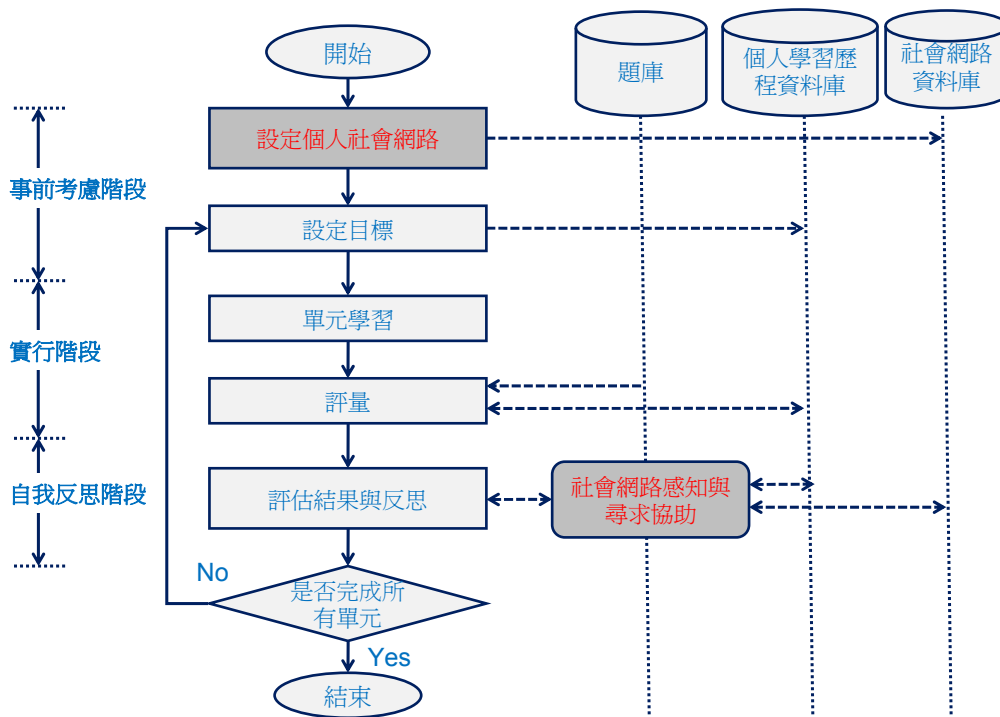 開始
題庫
個人學習歷
程資料庫
社會網路
資料庫
設定個人社會網路
事前考慮階段
設定目標
單元學習
實行階段
評量
自我反思階段
評估結果與反思
社會網路感知與
尋求協助
No
是否完成所
有單元
Yes
結束